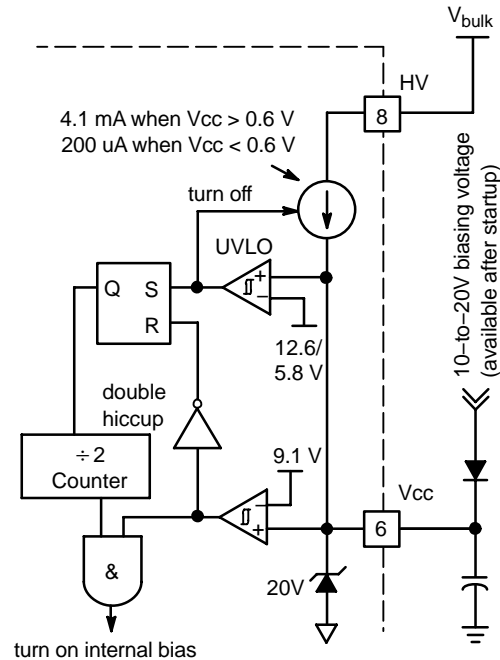 Vbulk
HV
8
4.1 mA when Vcc > 0.6 V
200 uA when Vcc < 0.6 V
turn off
UVLO
+
−
Q
S
R
12.6/
5.8 V
10−to−20V biasing voltage
(available after startup)
double
hiccup
÷ 2
Counter
9.1 V
−
+
Vcc
6
&
20V
turn on internal bias